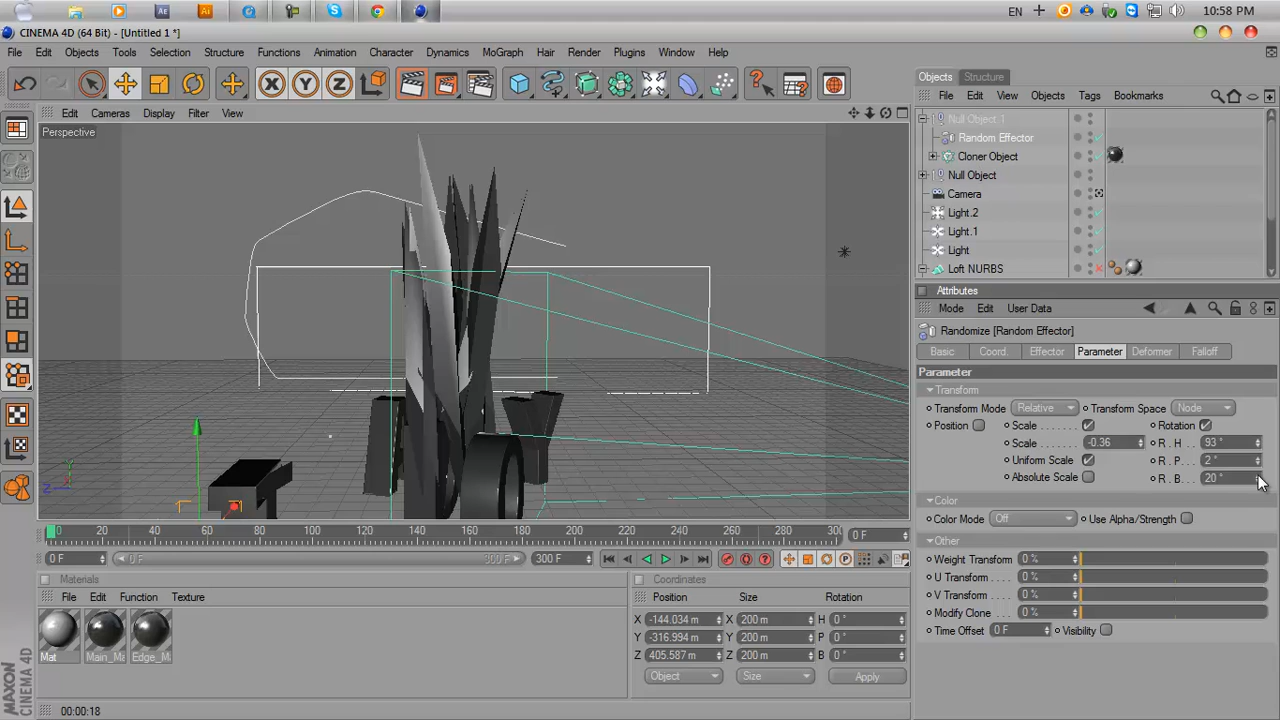 EN 10:58 PM
CINEMA 4D (64 Bit) - [Untitled 1 *]
File Edit Objects Tools Selection Structure Functions Animation Character Dynamics MoGraph Hair Render Plugins Window Help
Objects Structure
File Edit View Objects Tags Bookmarks
Edit Cameras Display Filter View
Perspective
Null Object.1
Random Effector
Cloner Object
Null Object
Camera
Light.2
Light.1
Light
Loft NURBS
Attributes
Mode Edit User Data
Randomize [Random Effector]
Basic Coord. Effector Parameter Deformer Falloff
Parameter
Transform
Transform Mode Relative Transform Space Node
Position Scale Rotation
Scale -0.36 R . H 93 °
Uniform Scale R . P 2 °
Absolute Scale R . B 20 °
Color
Color Mode Off Use Alpha/Strength
Other
Weight Transform 0 %
U Transform 0 %
V Transform 0 %
Modify Clone 0 %
Time Offset 0 F Visibility
X
Y
Z
0 20 40 60 80 100 120 140 160 180 200 220 240 260 280 30 0 F
0 F 0 F 300 F 300 F
Materials
File Edit Function Texture
Mat Main_Ma Edge_M
Coordinates
Position Size Rotation
X -144.034 m X 200 m H 0 °
Y -316.994 m Y 200 m P 0 °
Z 405.587 m Z 200 m B 0 °
Object Size Apply
MAXON CINEMA 4D
00:00:18